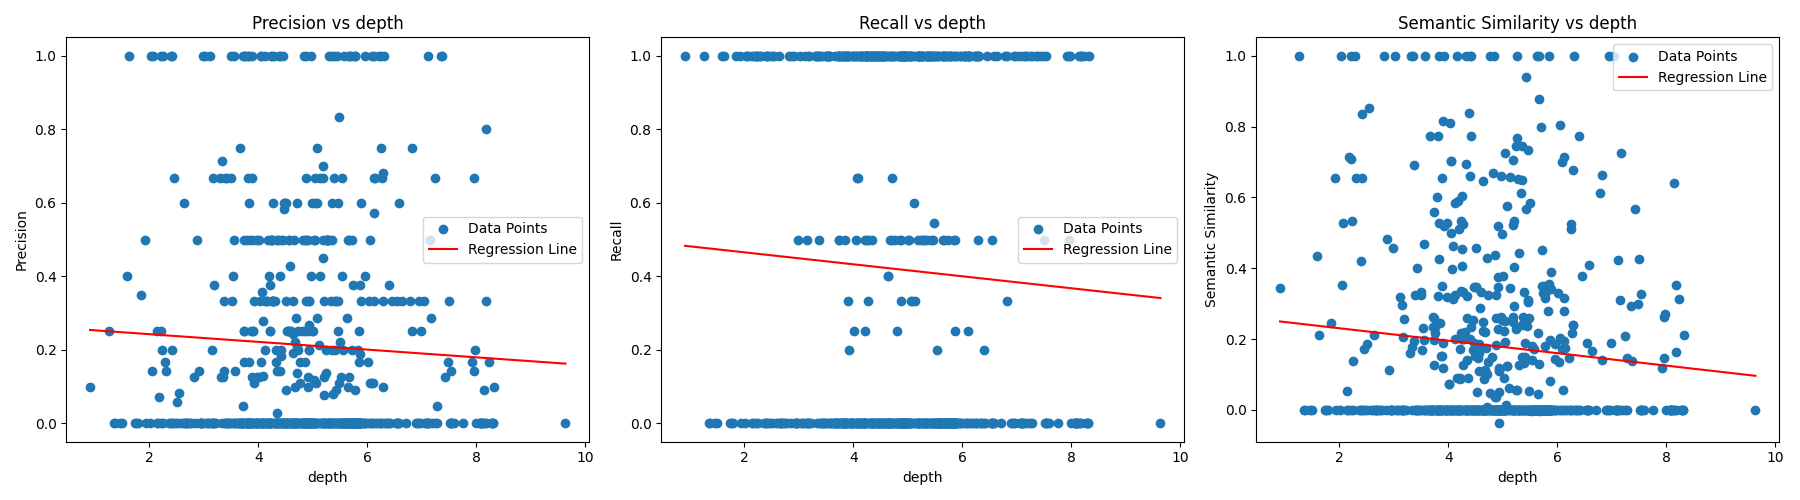 Precision vs depth
Precision
1.0
0.8
0.6
0.4
0.2
0.0
Data Points
Regression Line
2 4 6 8 10
depth
Recall vs depth
Recall
1.0
0.8
0.6
0.4
0.2
0.0
Data Points
Regression Line
2 4 6 8 10
depth
Semantic Similarity vs depth
Semantic Similarity
1.0
0.8
0.6
0.4
0.2
0.0
Data Points
Regression Line
2 4 6 8 10
depth